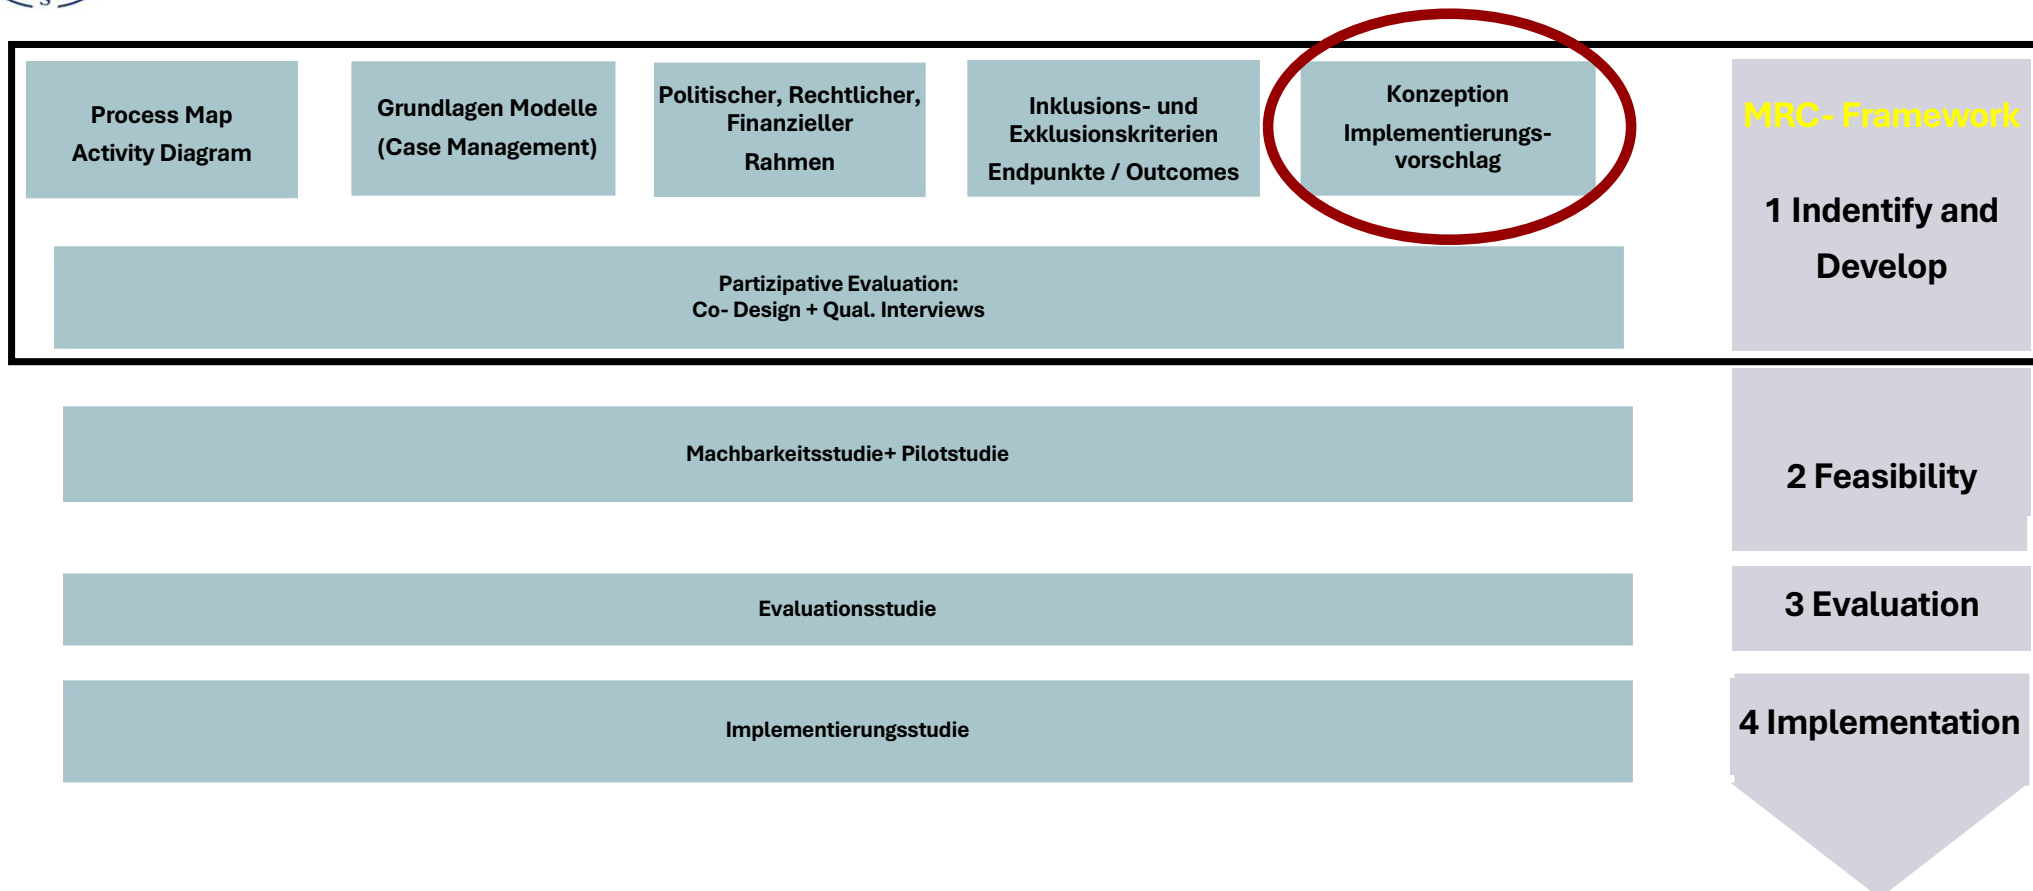 S
Process Map
Activity Diagram
Grundlagen Modelle
(Case Management)
Politischer, Rechtlicher,
Finanzieller
Rahmen
Inklusions- und
Exklusionskriterien
Endpunkte / Outcomes
Konzeption
Implementierungs-
vorschlag
MRC- Framework
1 Indentify and
Develop
Partizipative Evaluation:
Co- Design + Qual. Interviews
Machbarkeitsstudie+ Pilotstudie
2 Feasibility
Evaluationsstudie
3 Evaluation
Implementierungsstudie
4 Implementation